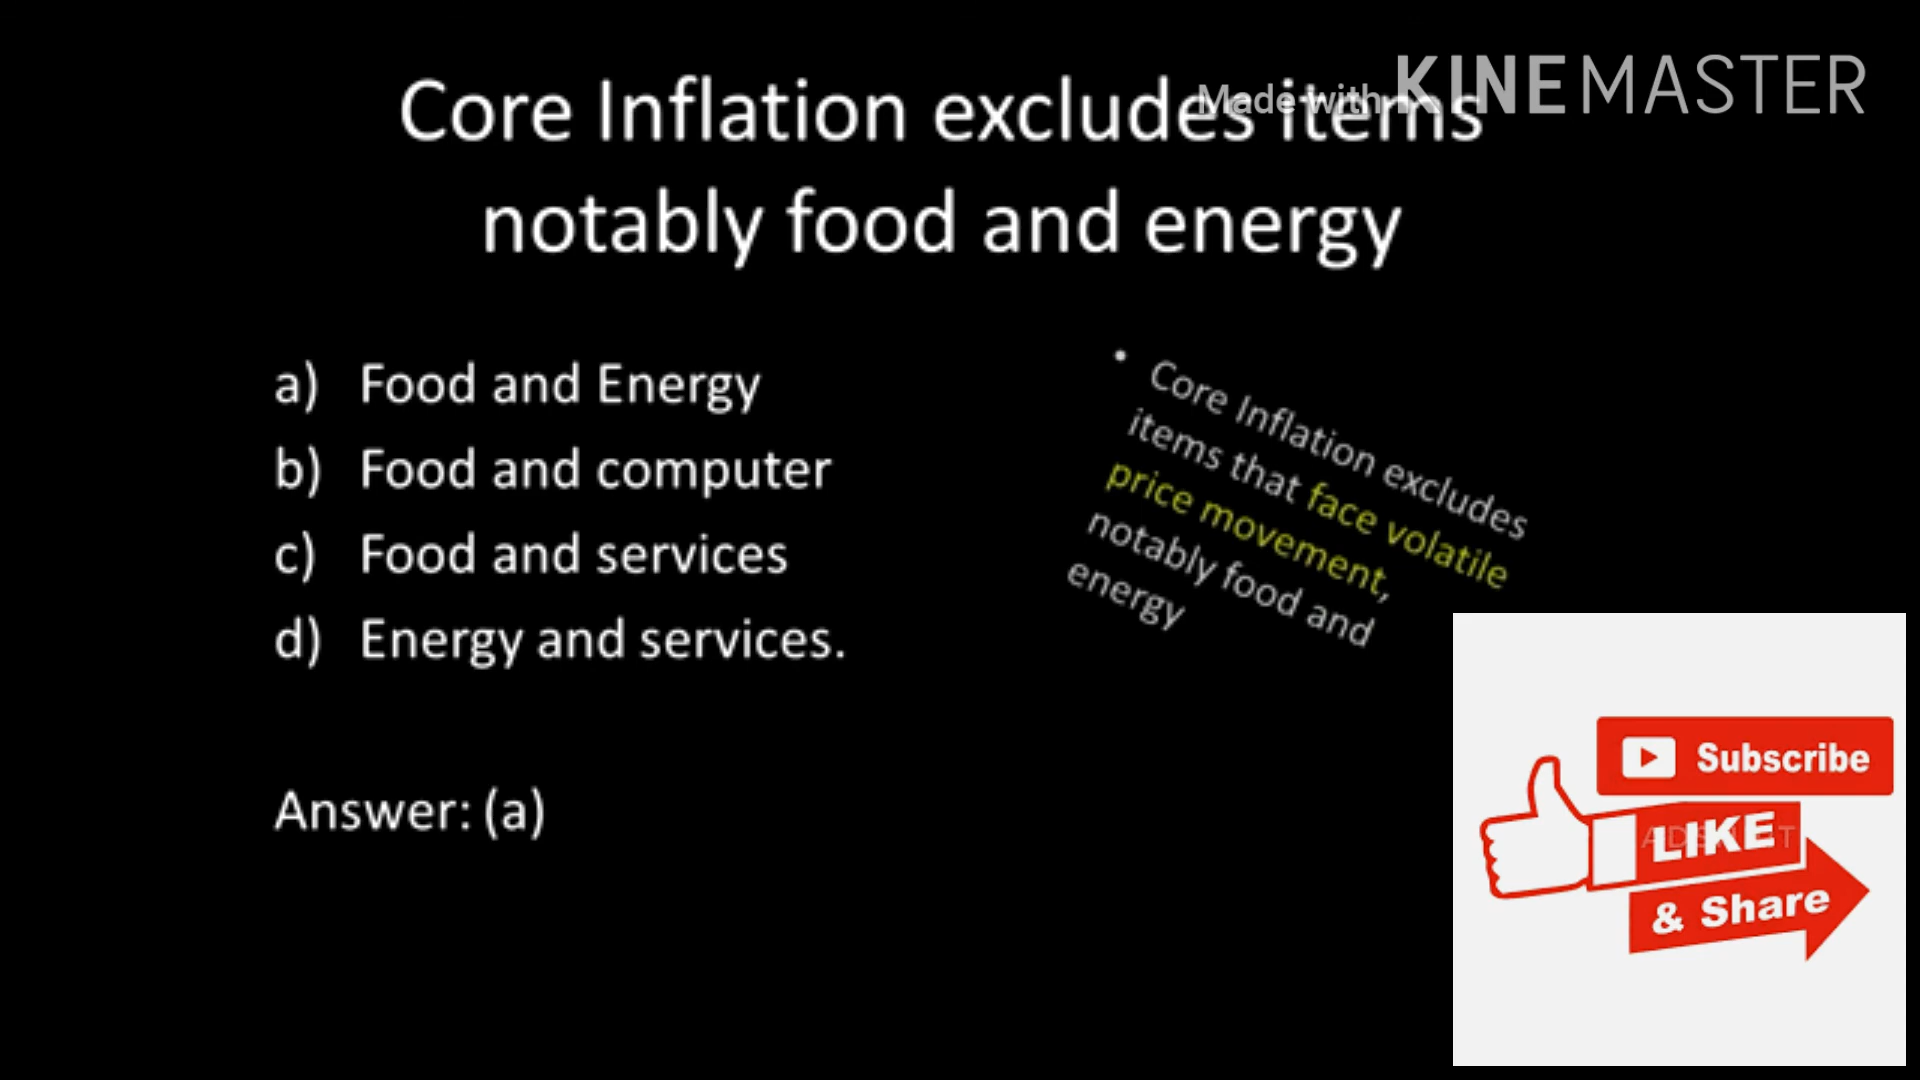 Made with KINEMASTER
Core Inflation excludes items
notably food and energy
a) Food and Energy
b) Food and computer
c) Food and services
d) Energy and services.
Answer: (a)
• Core Inflation excludes
items that face volatile
price movement,
notably food and
energy
Subscribe
LIKE
& Share